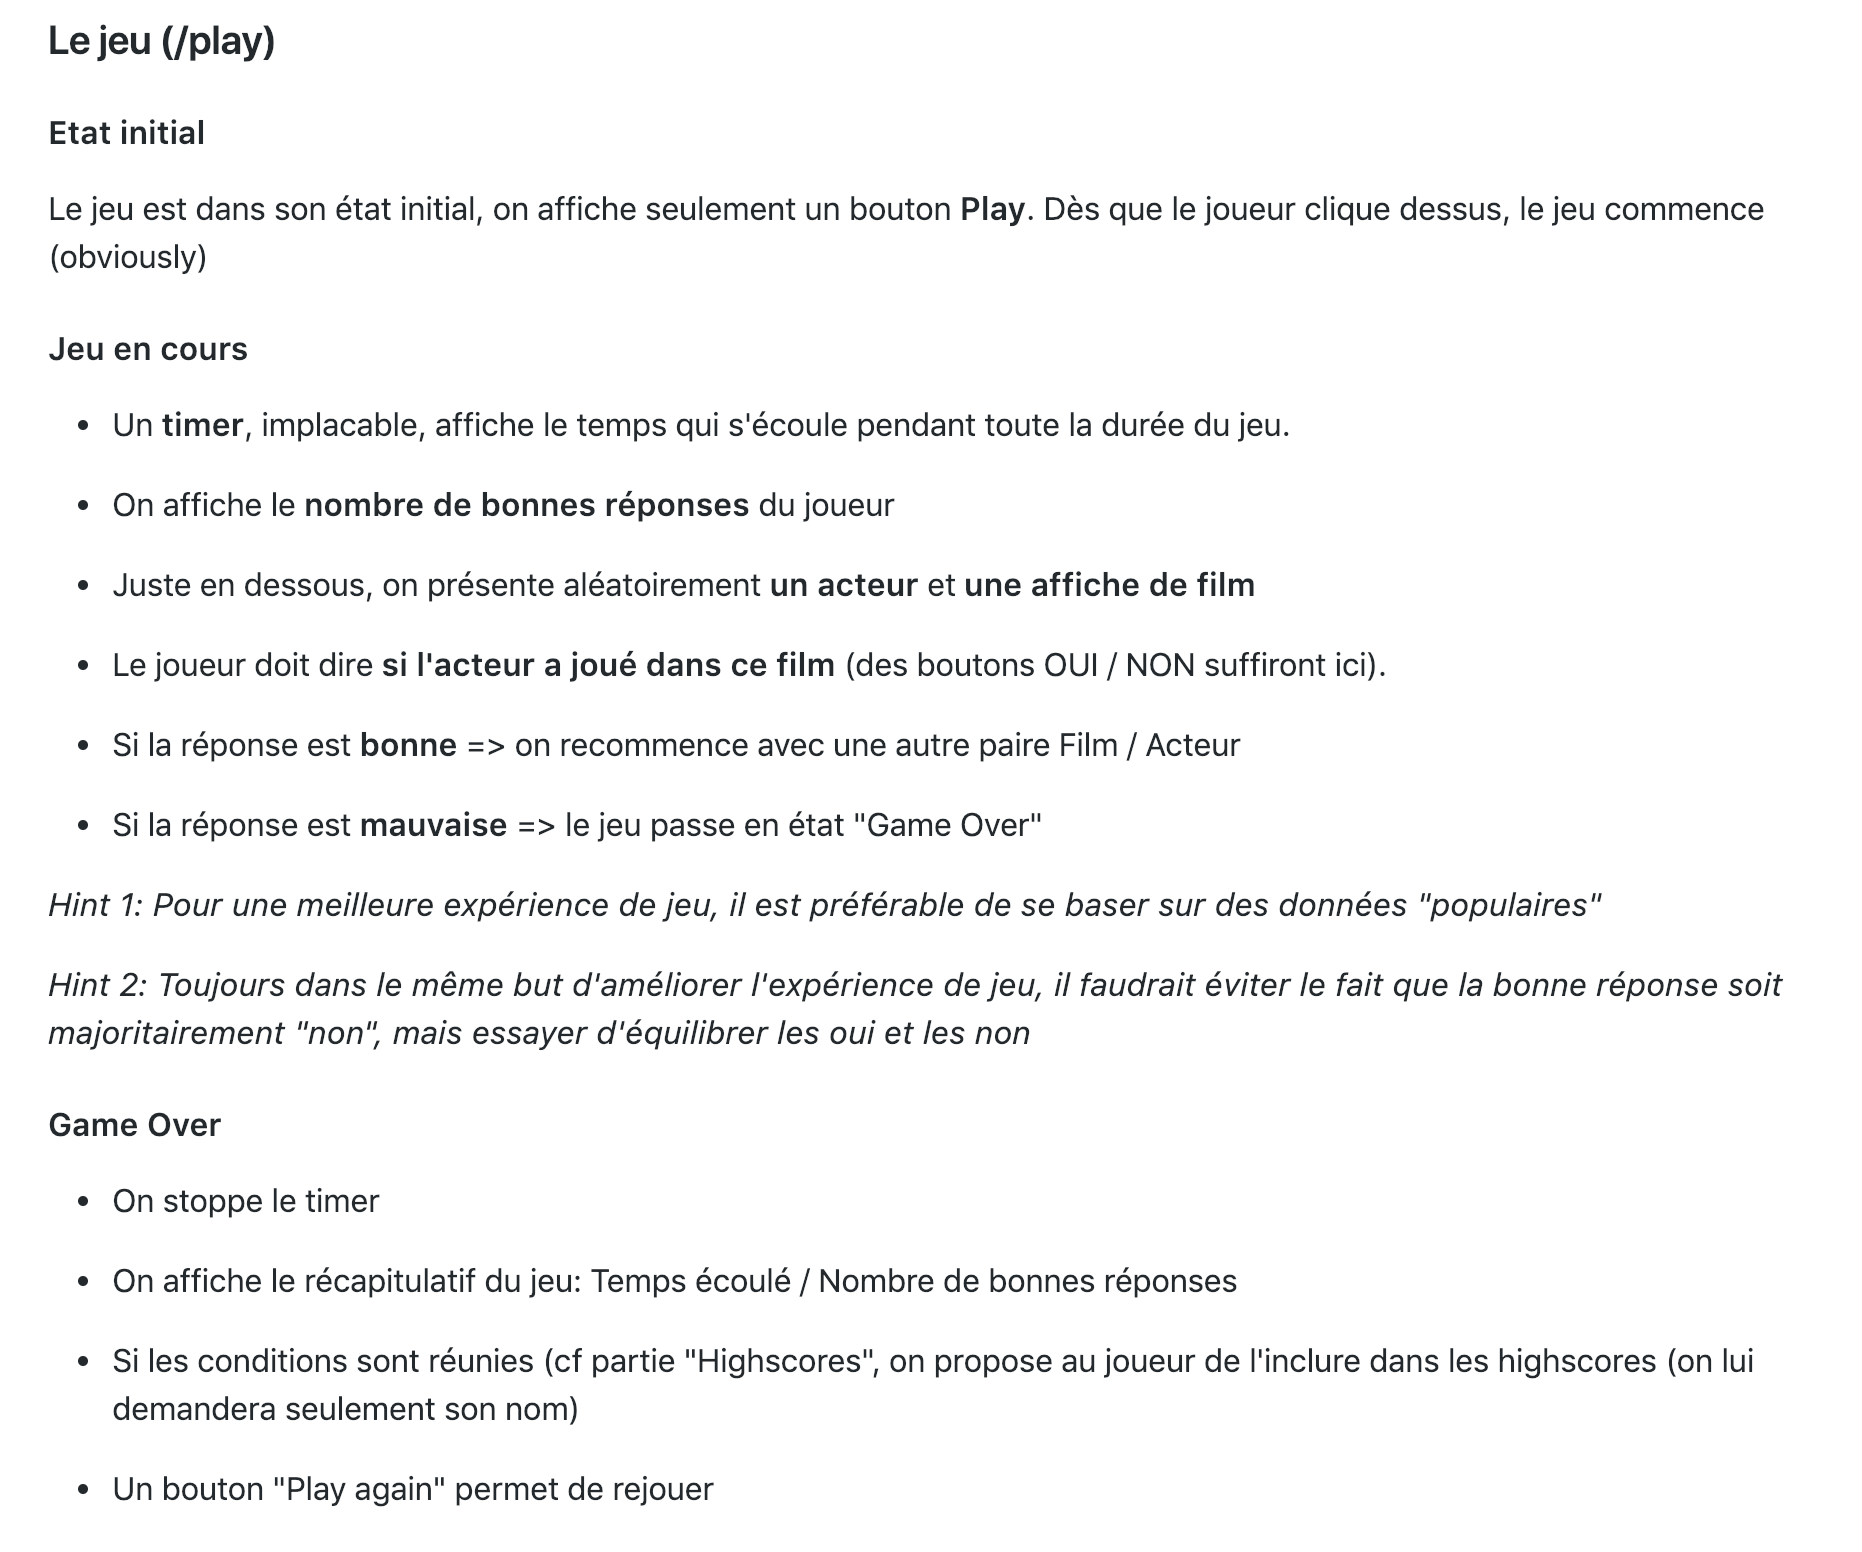 Le jeu (/play)
Etat initial
Le jeu est dans son état initial, on affiche seulement un bouton Play. Dès que le joueur clique dessus, le jeu commence
(obviously)
Jeu en cours
• Un timer, implacable, affiche le temps qui s'écoule pendant toute la durée du jeu.
• On affiche le nombre de bonnes réponses du joueur
• Juste en dessous, on présente aléatoirement un acteur et une affiche de film
• Le joueur doit dire si l'acteur a joué dans ce film (des boutons OUI / NON suffiront ici).
• Si la réponse est bonne => on recommence avec une autre paire Film / Acteur
• Si la réponse est mauvaise => le jeu passe en état "Game Over"
Hint 1: Pour une meilleure expérience de jeu, il est préférable de se baser sur des données "populaires"
Hint 2: Toujours dans le même but d'améliorer l'expérience de jeu, il faudrait éviter le fait que la bonne réponse soit
majoritairement "non", mais essayer d'équilibrer les oui et les non
Game Over
• On stoppe le timer
• On affiche le récapitulatif du jeu: Temps écoulé / Nombre de bonnes réponses
• Si les conditions sont réunies (cf partie "Highscores", on propose au joueur de l'inclure dans les highscores (on lui
demandera seulement son nom)
• Un bouton "Play again" permet de rejouer